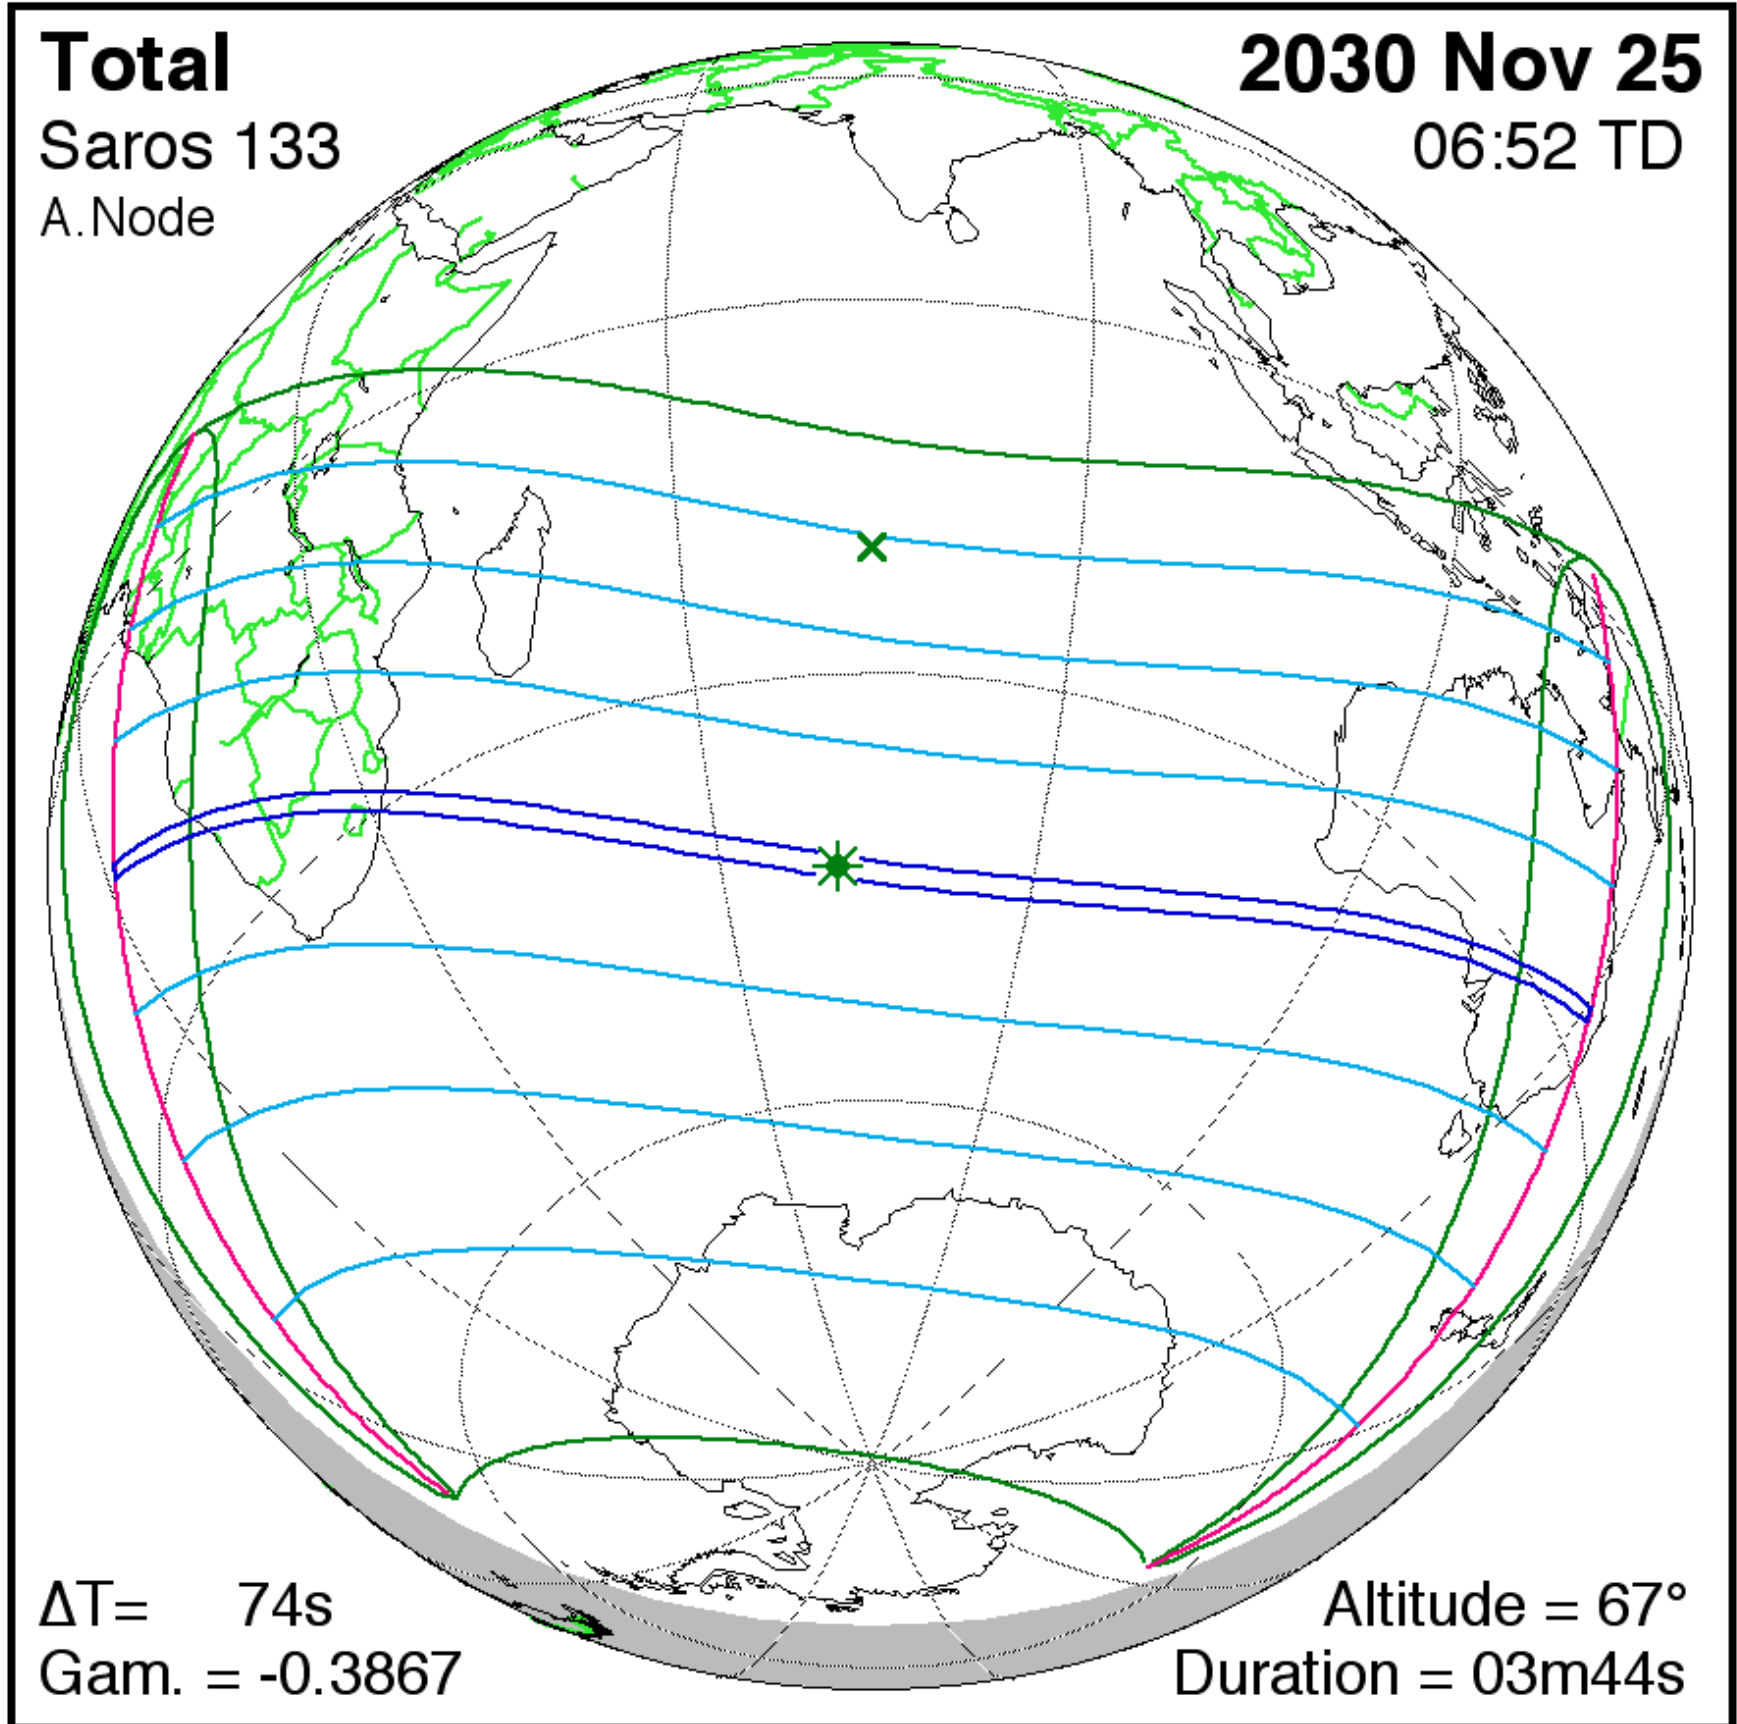 Total
Saros 133
A.Node
2030 Nov 25
06:52 TD
ΔT= 74s
Gam. = -0.3867
Altitude = 67°
Duration = 03m44s